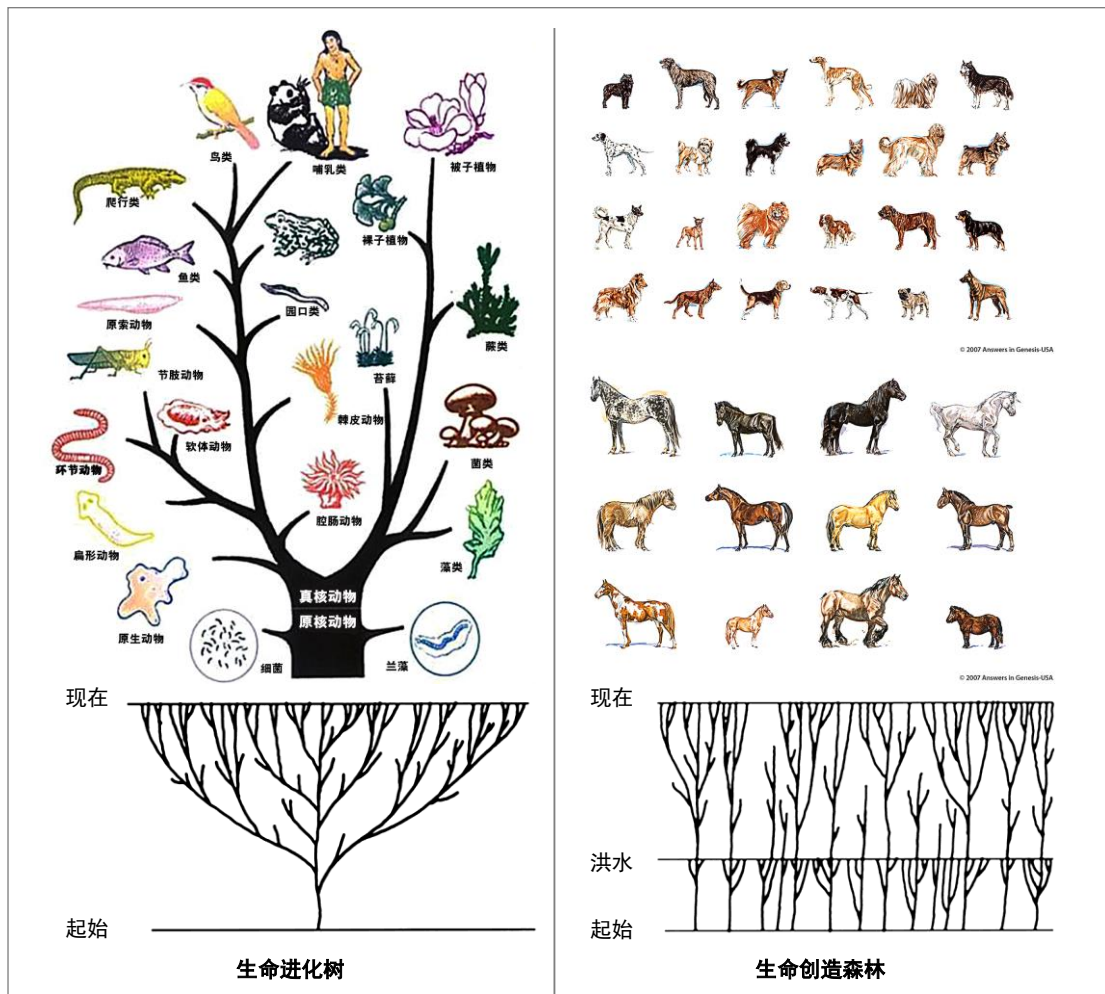 鸟类
哺乳类
被子植物
爬行类
裸子植物
鱼类
园口类
原索动物
蕨类
节肢动物
苔藓
棘皮动物
软体动物
菌类
环节动物
腔肠动物
藻类
扁形动物
真核动物
原核动物
原生动物
细菌
兰藻
现在
起始
生命进化树
© 2007 Answers in Genesis-USA
© 2007 Answers in Genesis-USA
现在
洪水
起始
生命创造森林